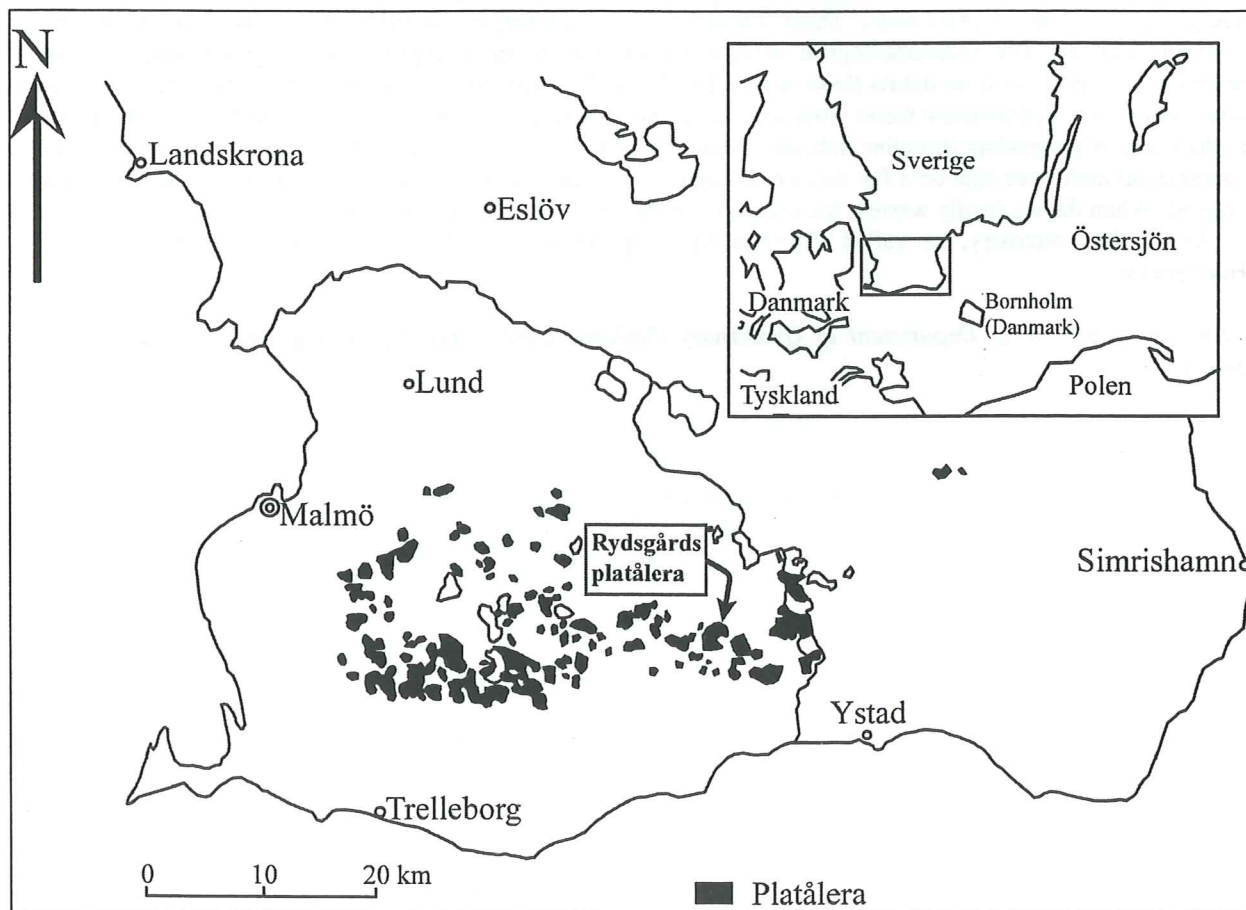 N
Landskrona
Eslöv
Lund
Malmö
Rydsgårds
platålera
Simrishamn
Ystad
Trelleborg
0 10 20 km
Platålera
Sverige
Östersjön
Danmark
Bornholm
(Danmark)
Tyskland
Polen